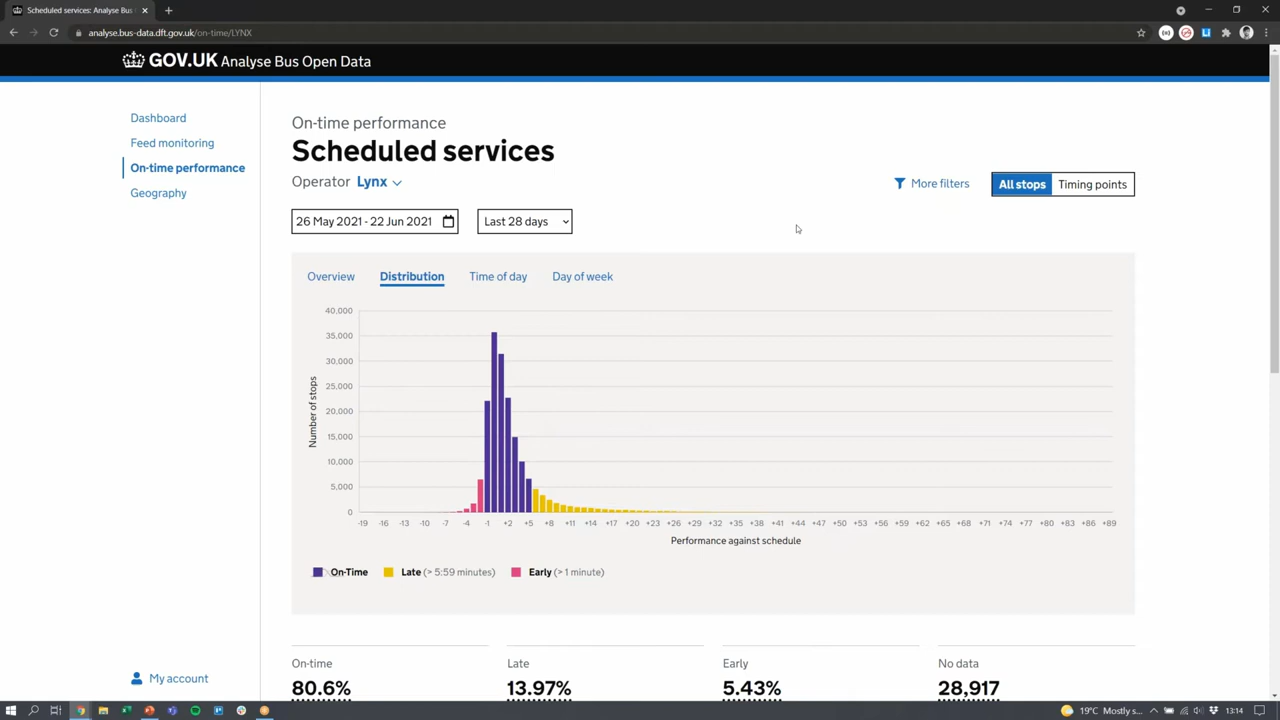 Scheduled services: Analyse Bus
analyse.bus-data.dft.gov.uk/on-time/LYNX
GOV.UK Analyse Bus Open Data
Dashboard
Feed monitoring
On-time performance
Geography
My account
On-time performance
Scheduled services
Operator Lynx
More filters
All stops Timing points
26 May 2021 - 22 Jun 2021 Last 28 days
Overview Distribution Time of day Day of week
Number of stops
40,000
35,000
30,000
25,000
20,000
15,000
10,000
5,000
0
-19 -16 -13 -10 -7 -4 -1 +2 +5 +8 +11 +14 +17 +20 +23 +26 +29 +32 +35 +38 +41 +44 +47 +50 +53 +56 +59 +62 +65 +68 +71 +74 +77 +80 +83 +86 +89
Performance against schedule
On-Time Late (> 5:59 minutes) Early (> 1 minute)
On-time Late Early No data
80.6% 13.97% 5.43% 28,917
19°C Mostly s... 13:14